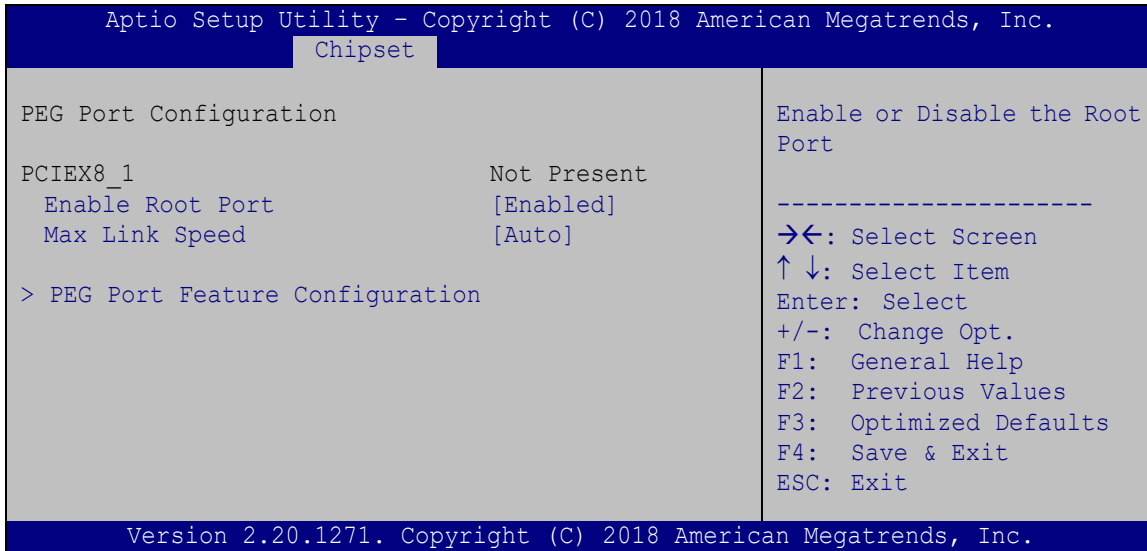 Aptio Setup Utility – Copyright (C) 2018 American Megatrends, Inc.
Chipset
PEG Port Configuration
PCIEX8_1 Not Present
Enable Root Port [Enabled]
Max Link Speed [Auto]
> PEG Port Feature Configuration
Enable or Disable the Root
Port
----------------------
→←: Select Screen
↑ ↓: Select Item
Enter: Select
+/-: Change Opt.
F1: General Help
F2: Previous Values
F3: Optimized Defaults
F4: Save & Exit
ESC: Exit
Version 2.20.1271. Copyright (C) 2018 American Megatrends, Inc.